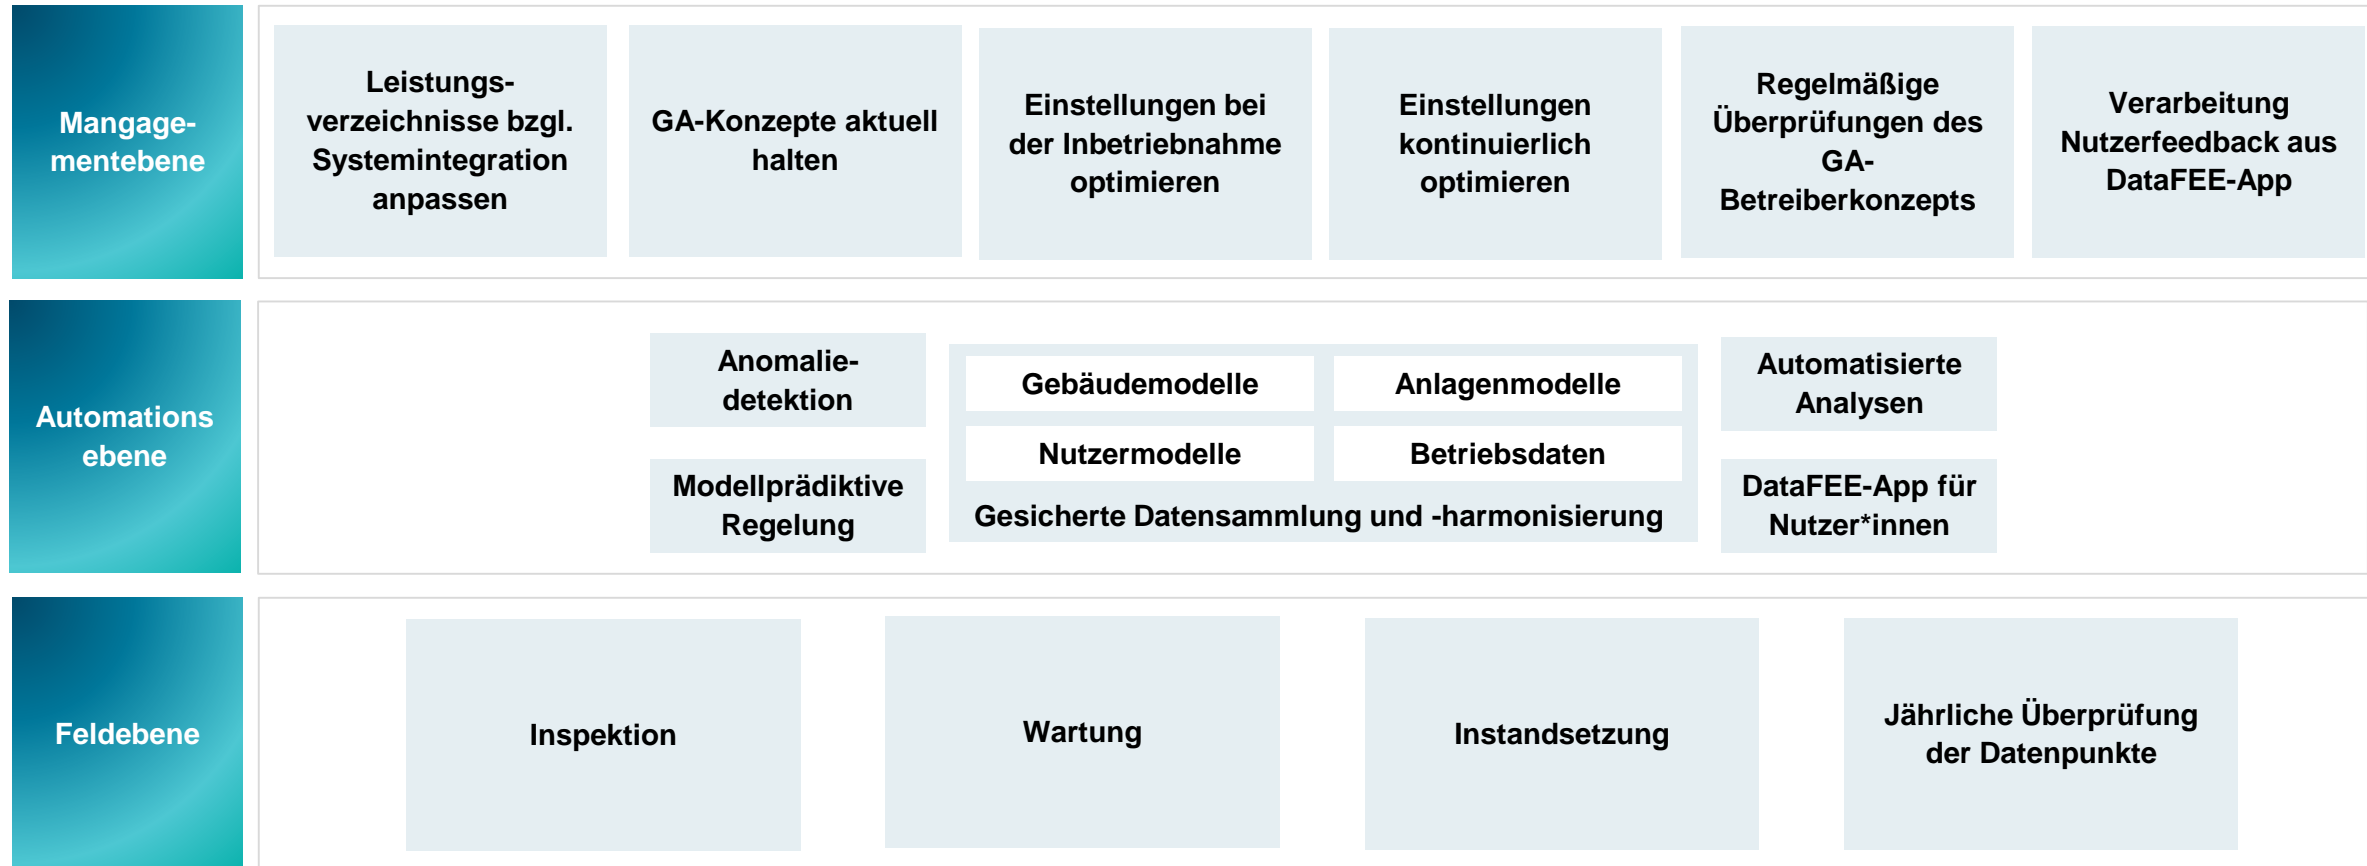 Mangage-
mentebene
Leistungs-
verzeichnisse bzgl.
Systemintegration
anpassen
GA-Konzepte aktuell
halten
Einstellungen bei
der Inbetriebnahme
optimieren
Einstellungen
kontinuierlich
optimieren
Regelmäßige
Überprüfungen des
GA-
Betreiberkonzepts
Verarbeitung
Nutzerfeedback aus
DataFEE-App
Automations
ebene
Anomalie-
detektion
Modellprädiktive
Regelung
Gebäudemodelle
Anlagenmodelle
Nutzermodelle
Betriebsdaten
Gesicherte Datensammlung und -harmonisierung
Automatisierte
Analysen
DataFEE-App für
Nutzer*innen
Feldebene
Inspektion
Wartung
Instandsetzung
Jährliche Überprüfung
der Datenpunkte